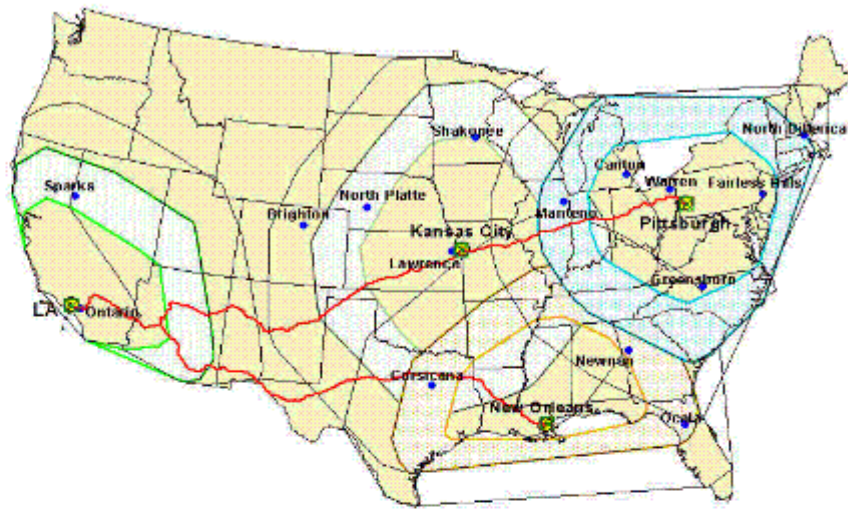 Shakopee
North Billerica
Canton
Sparks
Warren
Fairless Hills
North Platte
Brighton
Manteno
Pittsburgh
Kansas City
Lawrence
Greensboro
LA
Ontario
Newnan
Corsicana
New Orleans
Ocala